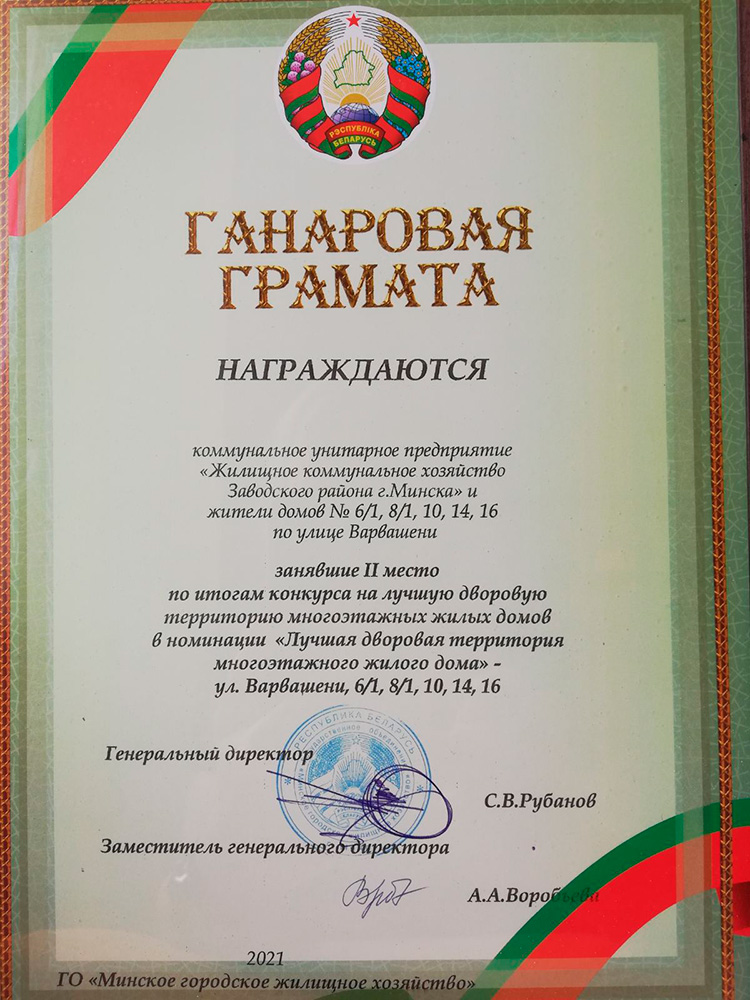 РЭСПУБЛІКА
БЕЛАРУСЬ
ГАНАРОВАЯ
ГРАМАТА
НАГРАЖДАЮТСЯ
коммунальное унитарное предприятие
«Жилищное коммунальное хозяйство
Заводского района г.Минска» и
жители домов № 6/1, 8/1, 10, 14, 16
по улице Варвашени
занявшие II место
по итогам конкурса на лучшую дворовую
территорию многоэтажных жилых домов
в номинации «Лучшая дворовая территория
многоэтажного жилого дома» -
ул. Варвашени, 6/1, 8/1, 10, 14, 16
РЕСПУБЛИКА БЕЛАРУСЬ
Генеральный директор
С.В.Рубанов
Заместитель генерального директора
А.А.Воробьева
2021
ГО «Минское городское жилищное хозяйство»